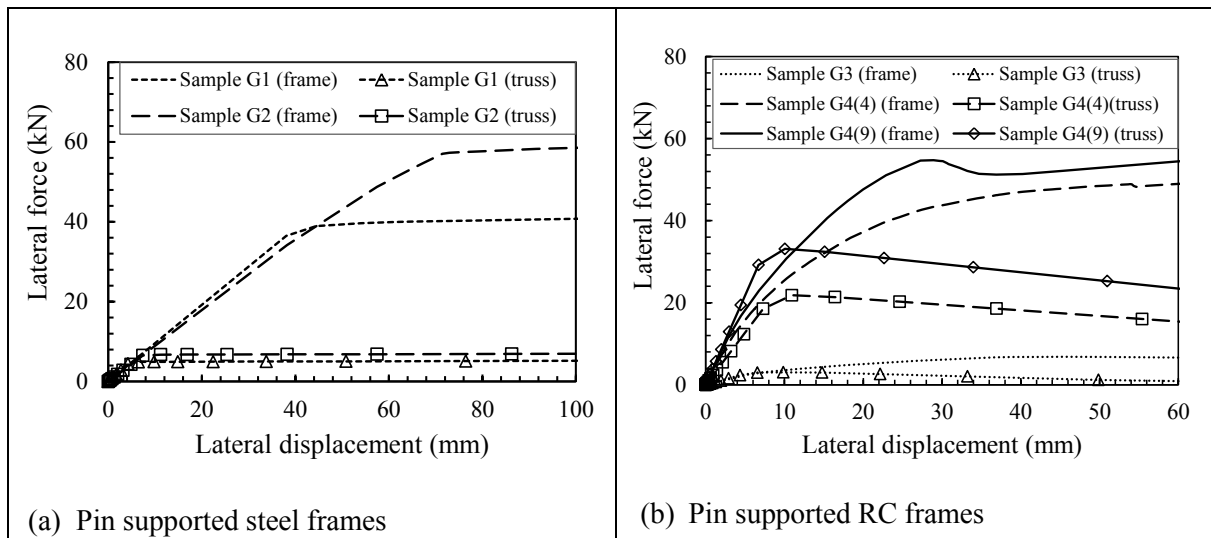 80
60
40
20
0
Lateral force (kN)
Sample G1 (frame)
Sample G1 (truss)
Sample G2 (frame)
Sample G2 (truss)
0
20
40
60
80
100
Lateral displacement (mm)
(a) Pin supported steel frames
80
60
40
20
0
Lateral force (kN)
Sample G3 (frame)
Sample G3 (truss)
Sample G4(4) (frame)
Sample G4(4)(truss)
Sample G4(9) (frame)
Sample G4(9) (truss)
0
10
20
30
40
50
60
Lateral displacement (mm)
(b) Pin supported RC frames